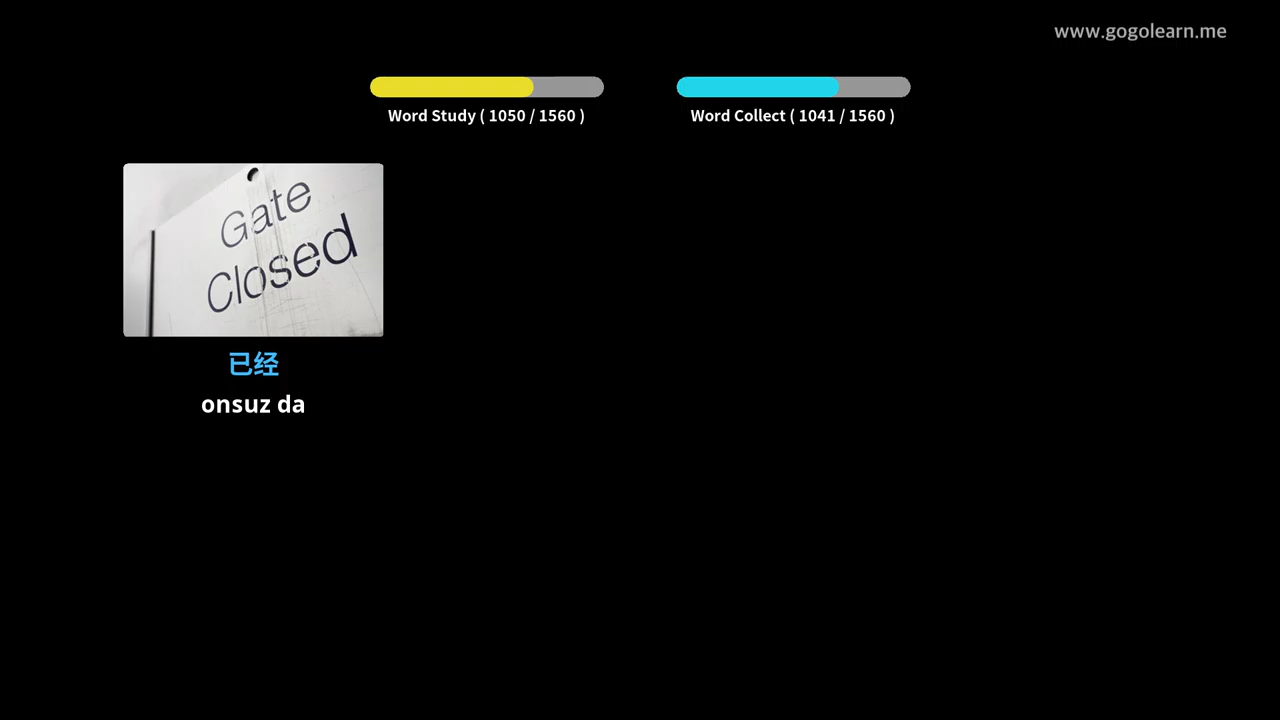 www.gogolearn.me
Word Study ( 1050 / 1560 )
Word Collect ( 1041 / 1560 )
Gate
Closed
已经
onsuz da